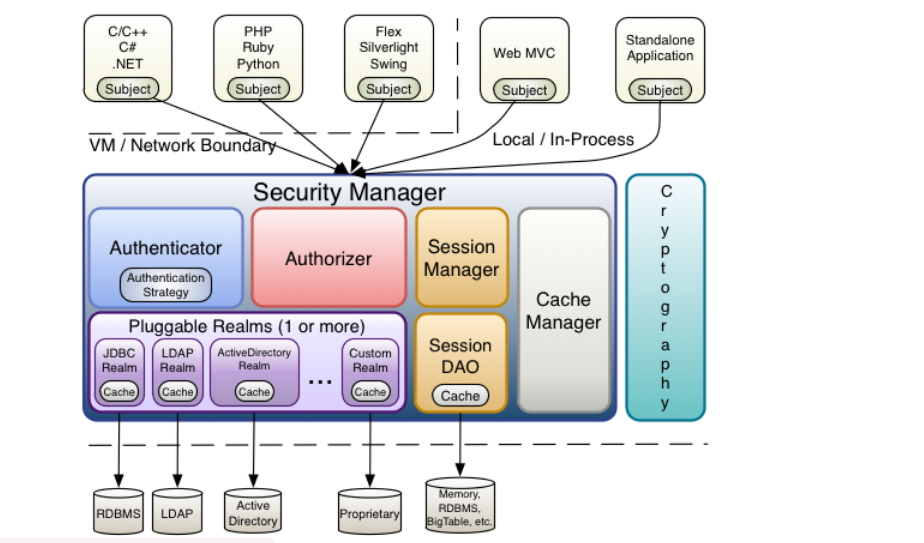 C/C++
C#
.NET
Subject
PHP
Ruby
Python
Subject
Flex
Silverlight
Swing
Subject
Web MVC
Subject
Standalone
Application
Subject
VM / Network Boundary
Local / In-Process
Security Manager
Authenticator
Authentication
Strategy
Authorizer
Session
Manager
Cache
Manager
Cryptography
Pluggable Realms (1 or more)
JDBC
Realm
Cache
LDAP
Realm
Cache
ActiveDirectory
Realm
Cache
...
Custom
Realm
Cache
Session
DAO
Cache
RDBMS
LDAP
Active
Directory
Proprietary
Memory,
RDBMS,
BigTable, etc.